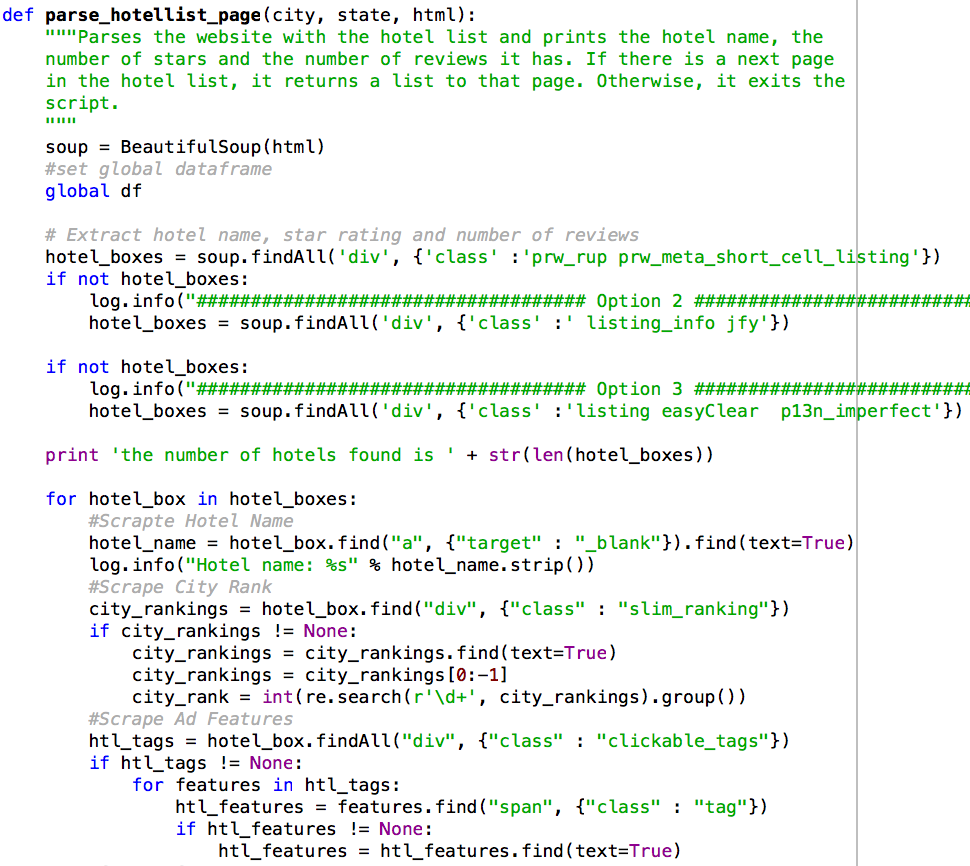 def parse_hotellist_page(city, state, html):
    """Parses the website with the hotel list and prints the hotel name, the
    number of stars and the number of reviews it has. If there is a next page
    in the hotel list, it returns a list to that page. Otherwise, it exits the
    script.
    """
    soup = BeautifulSoup(html)
    #set global dataframe
    global df

    # Extract hotel name, star rating and number of reviews
    hotel_boxes = soup.findAll('div', {'class' :'prw_rup prw_meta_short_cell_listing'})
    if not hotel_boxes:
        log.info("#################################### Option 2 ##########################
        hotel_boxes = soup.findAll('div', {'class' :' listing_info jfy'})

    if not hotel_boxes:
        log.info("#################################### Option 3 ##########################
        hotel_boxes = soup.findAll('div', {'class' :'listing easyClear  p13n_imperfect'})

    print 'the number of hotels found is ' + str(len(hotel_boxes))

    for hotel_box in hotel_boxes:
        #Scrapte Hotel Name
        hotel_name = hotel_box.find("a", {"target" : "_blank"}).find(text=True)
        log.info("Hotel name: %s" % hotel_name.strip())
        #Scrape City Rank
        city_rankings = hotel_box.find("div", {"class" : "slim_ranking"})
        if city_rankings != None:
            city_rankings = city_rankings.find(text=True)
            city_rankings = city_rankings[0:-1]
            city_rank = int(re.search(r'\d+', city_rankings).group())
        #Scrape Ad Features
        htl_tags = hotel_box.findAll("div", {"class" : "clickable_tags"})
        if htl_tags != None:
            for features in htl_tags:
                htl_features = features.find("span", {"class" : "tag"})
                if htl_features != None:
                    htl_features = htl_features.find(text=True)